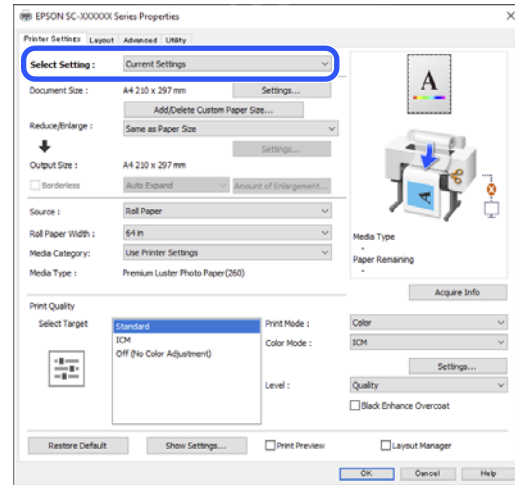 EPSON SC-XXXXXX Series Properties
Printer Settings Layout Advanced Utility
Select Setting : Current Settings
Document Size : A4 210 x 297 mm Settings...
Add/Delete Custom Paper Size...
Reduce/Enlarge : Same as Paper Size
Settings...
Output Size : A4 210 x 297 mm
Borderless Auto Expand Amount of Enlargement...
Source : Roll Paper
Roll Paper Width : 64 in
Media Category: Use Printer Settings
Media Type : Premium Luster Photo Paper(260)
A
A
Media Type
-
Paper Remaining
-
Acquire Info
Print Quality
Select Target
Standard
ICM
Off (No Color Adjustment)
Print Mode : Color
Color Mode : ICM
Settings...
Level : Quality
Black Enhance Overcoat
Restore Default Show Settings... Print Preview Layout Manager
OK Cancel Help